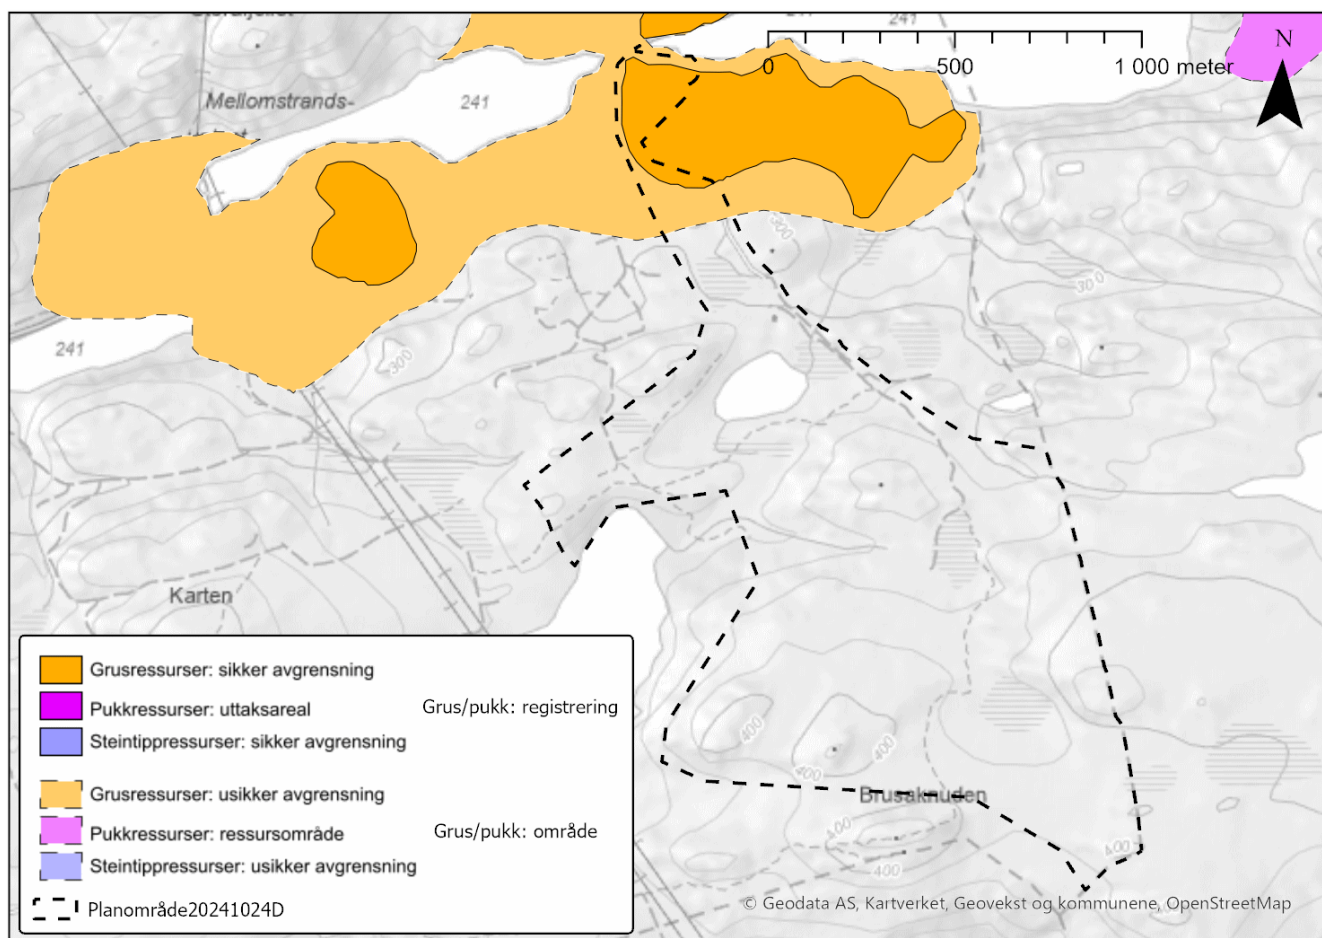 241
241
N
0 500 1 000 meter
Mellomstrands-
241
300
300
241
300
Karten
400
400
400
Brusaknuden
400
400
400
Grusressurser: sikker avgrensning
Pukkressurser: uttaksareal
Grus/pukk: registrering
Steintippressurser: sikker avgrensning
Grusressurser: usikker avgrensning
Pukkressurser: ressursområde
Grus/pukk: område
Steintippressurser: usikker avgrensning
Planområde20241024D
© Geodata AS, Kartverket, Geovekst og kommunene, OpenStreetMap